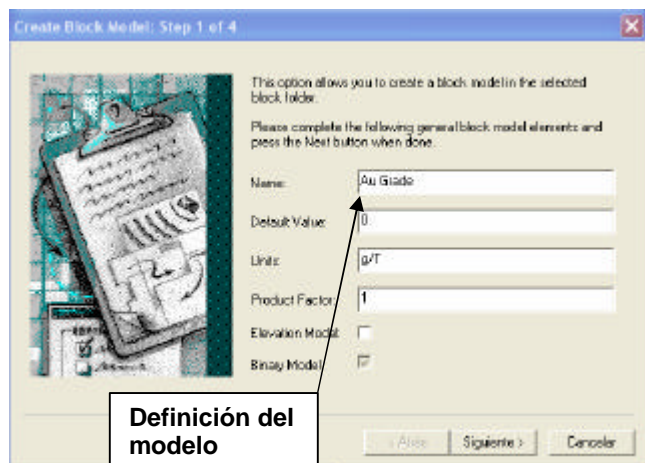 Create Block Model: Step 1 of 4
This option allows you to create a block model in the selected
block folder.
Please complete the following general block model elements and
press the Next button when done.
Name: Au Grade
Default Value: 0
Units: g/T
Product Factor: 1
Elevation Model:
Binary Model
Definición del
modelo
< Atrás Siguiente > Cancelar